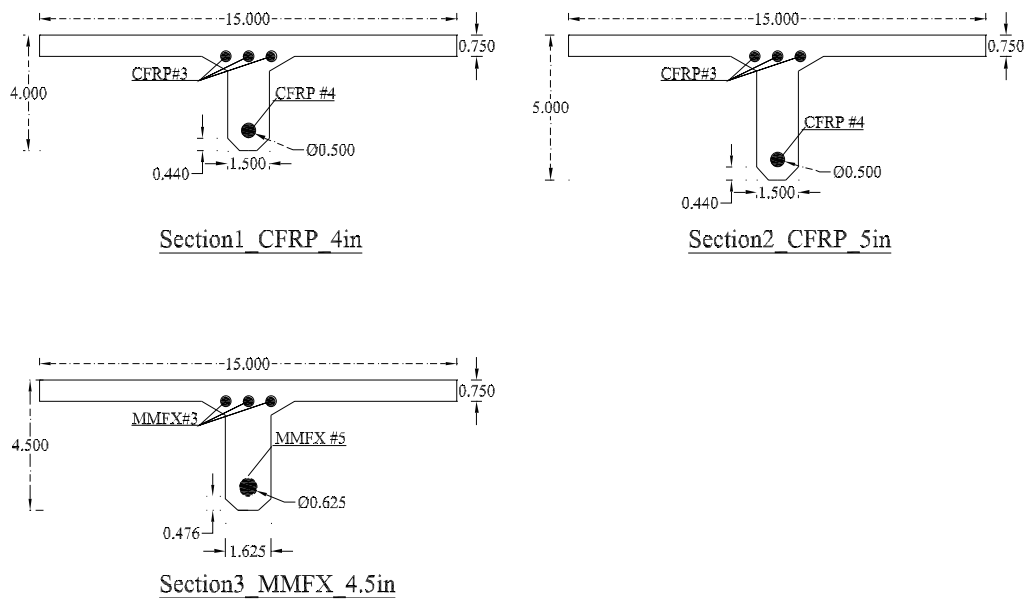 15.000
0.750
CFRP#3
4.000
CFRP #4
Ø0.500
1.500
0.440
Section1_CFRP_4in
15.000
0.750
CFRP#3
5.000
CFRP #4
Ø0.500
1.500
0.440
Section2_CFRP_5in
15.000
0.750
MMFX#3
4.500
MMFX #5
Ø0.625
0.476
1.625
Section3_MMFX_4.5in